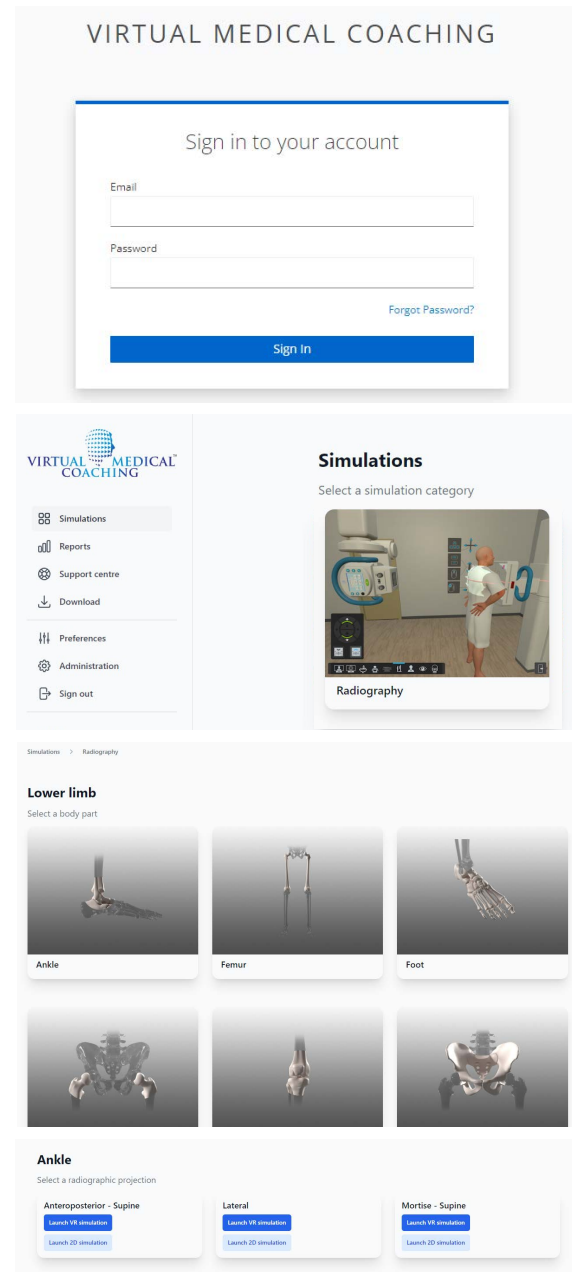 VIRTUAL MEDICAL COACHING
Sign in to your account
Email
Password
Forgot Password?
Sign In
VIRTUAL MEDICAL
COACHING
Simulations
Reports
Support centre
Download
Preferences
Administration
Sign out
Simulations
Select a simulation category
Radiography
Simulations > Radiography
Lower limb
Select a body part
Ankle
Femur
Foot
Ankle
Select a radiographic projection
Anteroposterior - Supine
Launch VR simulation
Launch 2D simulation
Lateral
Launch VR simulation
Launch 2D simulation
Mortise - Supine
Launch VR simulation
Launch 2D simulation